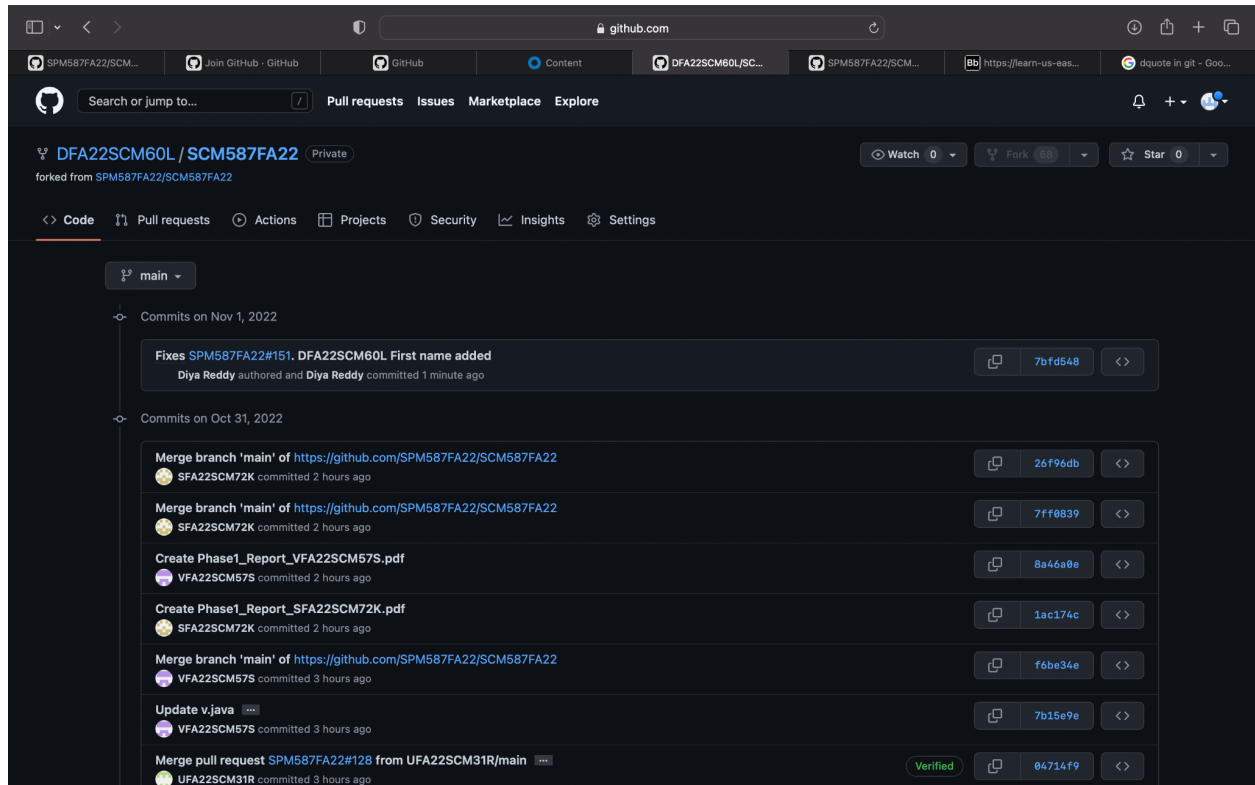 github.com
SPM587FA22/SCM...
Join GitHub · GitHub
GitHub
Content
DFA22SCM60L/SC...
SPM587FA22/SCM...
Bb https://learn-us-eas...
G dquote in git - Goo...
Search or jump to... /
Pull requests Issues Marketplace Explore
DFA22SCM60L / SCM587FA22 Private
Watch 0
Fork 68
Star 0
forked from SPM587FA22/SCM587FA22
<> Code
Pull requests
Actions
Projects
Security
Insights
Settings
main
Commits on Nov 1, 2022
Fixes SPM587FA22#151. DFA22SCM60L First name added
7bfd548 <>
Diya Reddy authored and Diya Reddy committed 1 minute ago
Commits on Oct 31, 2022
Merge branch 'main' of https://github.com/SPM587FA22/SCM587FA22
26f96db <>
SFA22SCM72K committed 2 hours ago
Merge branch 'main' of https://github.com/SPM587FA22/SCM587FA22
7ff0839 <>
SFA22SCM72K committed 2 hours ago
Create Phase1_Report_VFA22SCM57S.pdf
8a46a0e <>
VFA22SCM57S committed 2 hours ago
Create Phase1_Report_SFA22SCM72K.pdf
1ac174c <>
SFA22SCM72K committed 2 hours ago
Merge branch 'main' of https://github.com/SPM587FA22/SCM587FA22
f6be34e <>
VFA22SCM57S committed 3 hours ago
Update v.java ...
7b15e9e <>
VFA22SCM57S committed 3 hours ago
Merge pull request SPM587FA22#128 from UFA22SCM31R/main ...
Verified 04714f9 <>
UFA22SCM31R committed 3 hours ago